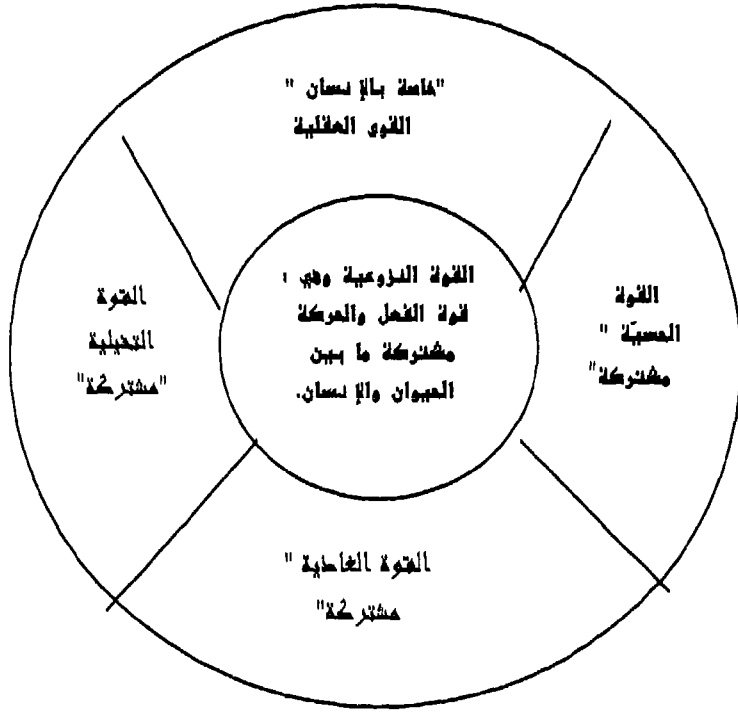 "خاصة بالإنسان "
القوى العقلية
القوة
الحسيّة "
مشتركة"
القوة النزوعية وهي :
قوة الفعل والحركة
مشتركة ما بين
الحيوان والإنسان.
القوة
التخيلية
"مشتركة"
القوة الغاذية "
مشتركة"